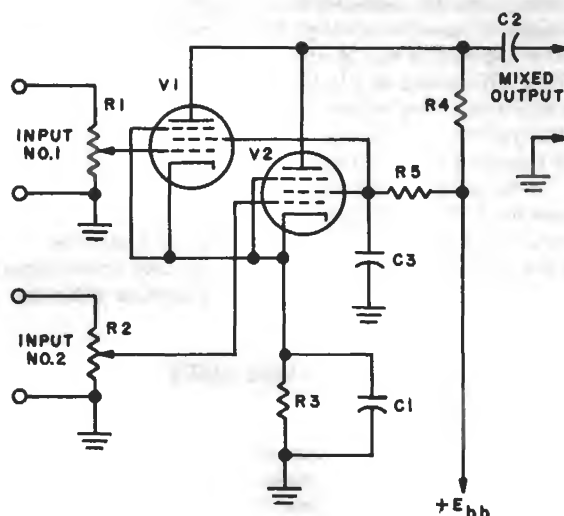 C2
MIXED
OUTPUT
R1
V1
R4
INPUT
NO.1
V2
R5
C3
R2
INPUT
NO.2
R3
C1
+Ebb